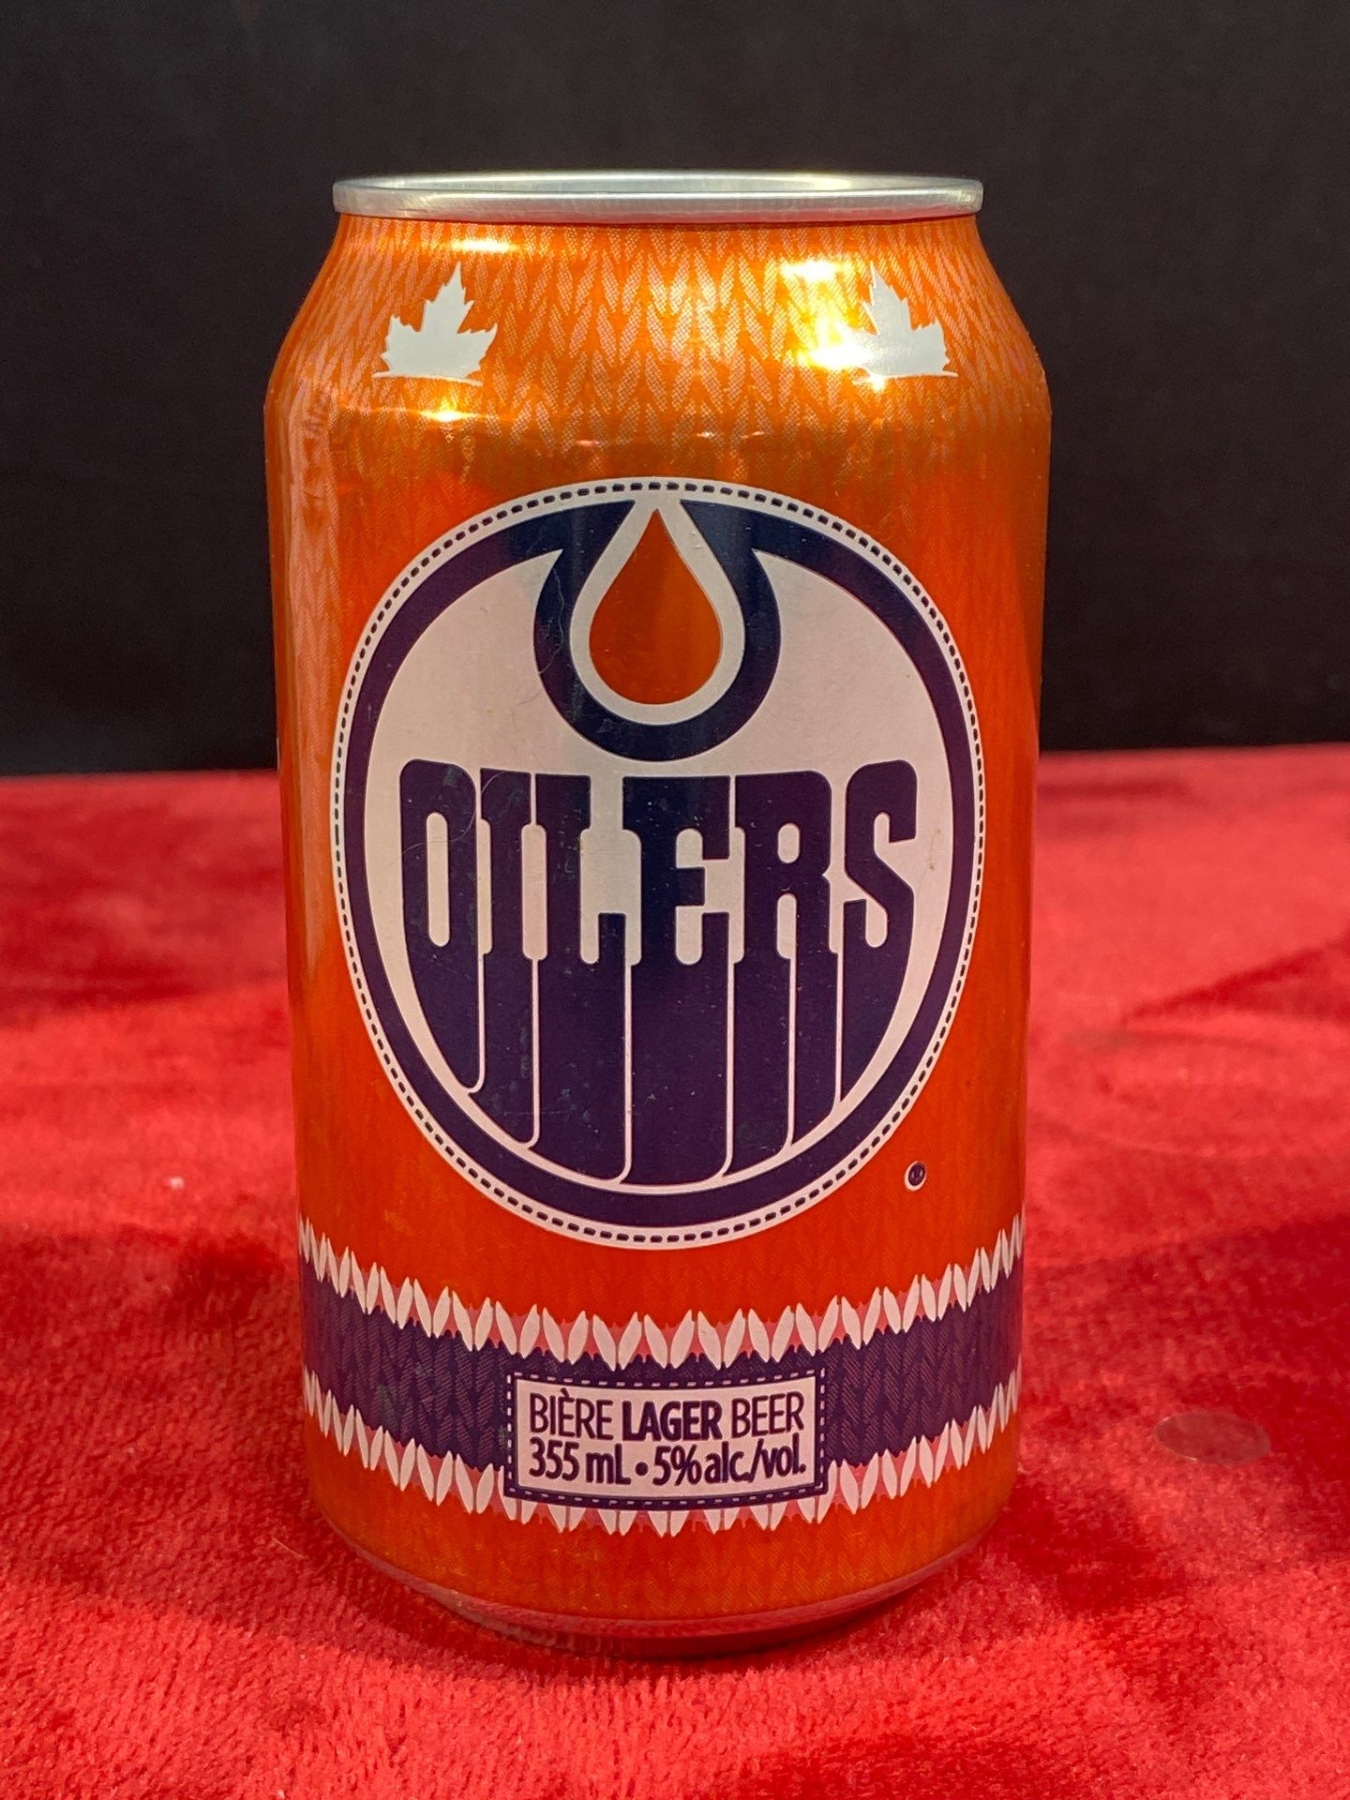 OILERS
BIÈRE LAGER BEER
355 mL • 5% alc./vol.